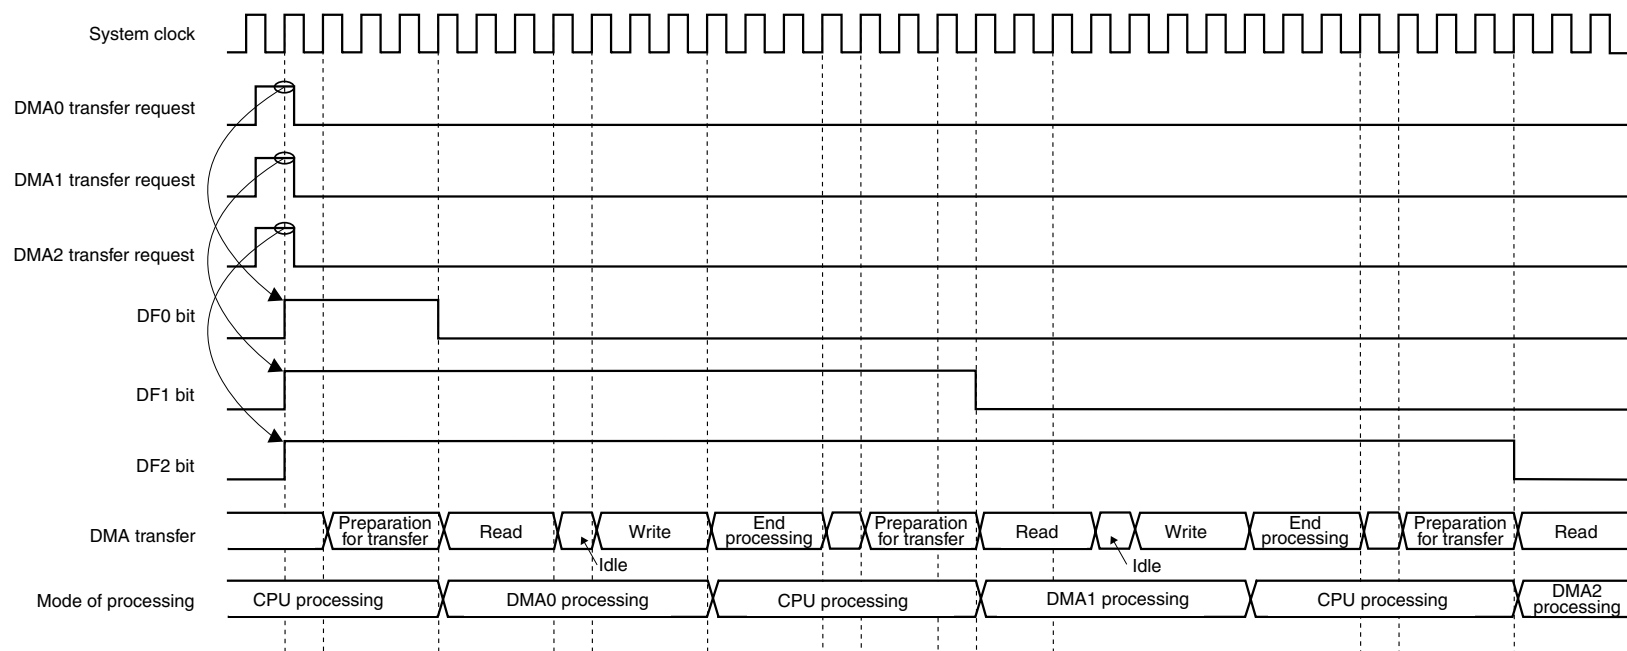 System clock
DMA0 transfer request
DMA1 transfer request
DMA2 transfer request
DF0 bit
DF1 bit
DF2 bit
DMA transfer
Preparation
for transfer
Read
Idle
Write
End
processing
Preparation
for transfer
Read
Idle
Write
End
processing
Preparation
for transfer
Read
Mode of processing
CPU processing
DMA0 processing
CPU processing
DMA1 processing
CPU processing
DMA2
processing